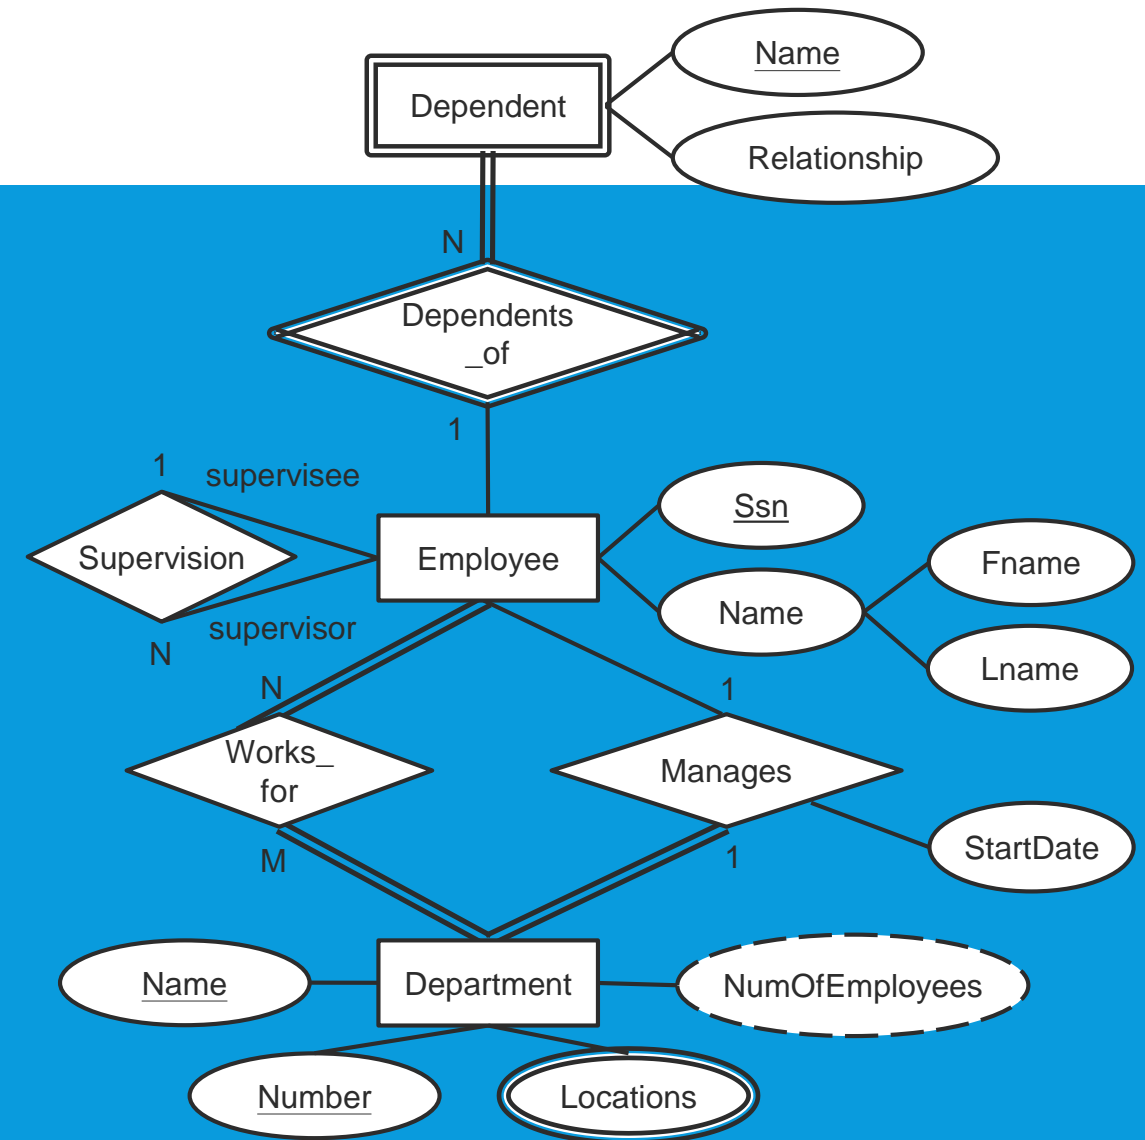 Name
Dependent
Relationship
N
Dependents
_of
1
1
supervisee
Ssn
Supervision
Employee
Fname
Name
supervisor
N
Lname
N
1
Works_
for
Manages
M
1
StartDate
Name
Department
NumOfEmployees
Number
Locations